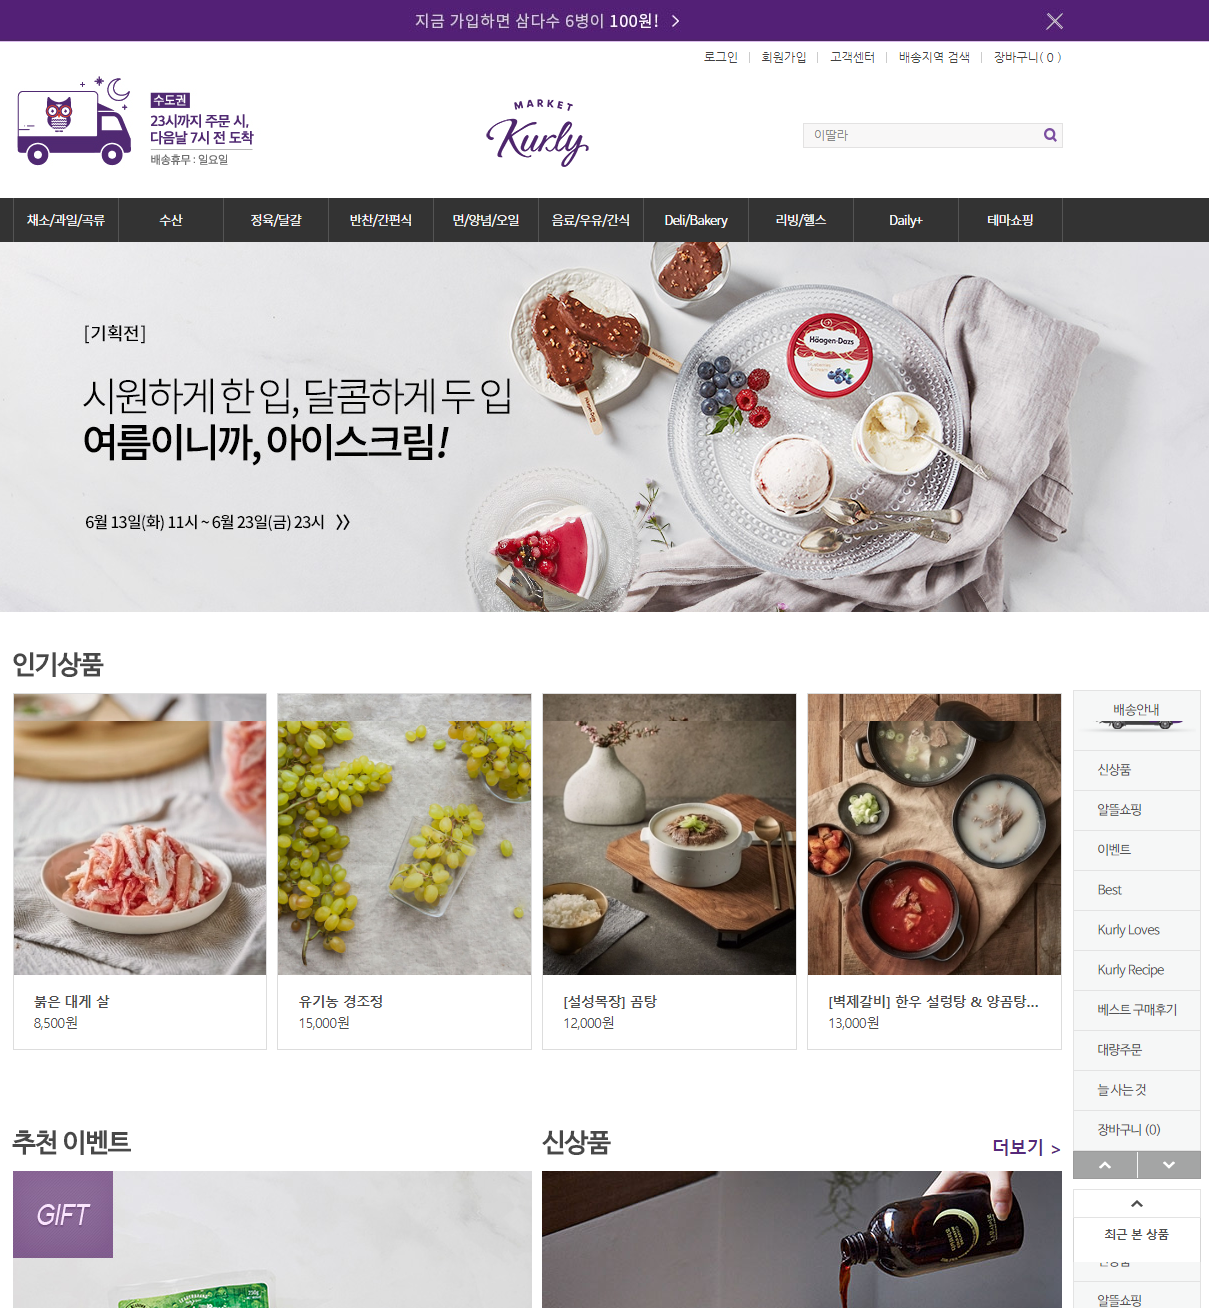 지금 가입하면 삼다수 6병이 100원!
로그인 회원가입 고객센터 배송지역 검색 장바구니( 0 )
수도권
23시까지 주문 시,
다음날 7시 전 도착
배송휴무 : 일요일
MARKET
Kurly
이딸라
채소/과일/곡류 수산 정육/달걀 반찬/간편식 면/양념/오일 음료/우유/간식 Deli/Bakery 리빙/헬스 Daily+ 테마쇼핑
[기획전]
시원하게 한 입, 달콤하게 두 입
여름이니까, 아이스크림!
6월 13일(화) 11시 ~ 6월 23일(금) 23시 >>
Häagen-Dazs
인기상품
붉은 대게 살
8,500원
유기농 경조정
15,000원
[설성목장] 곰탕
12,000원
[벽제갈비] 한우 설렁탕 & 양곰탕...
13,000원
배송안내
신상품
알뜰쇼핑
이벤트
Best
Kurly Loves
Kurly Recipe
베스트 구매후기
대량주문
늘 사는 것
장바구니 (0)
최근 본 상품
알뜰쇼핑
추천 이벤트
GIFT
신상품
더보기 >